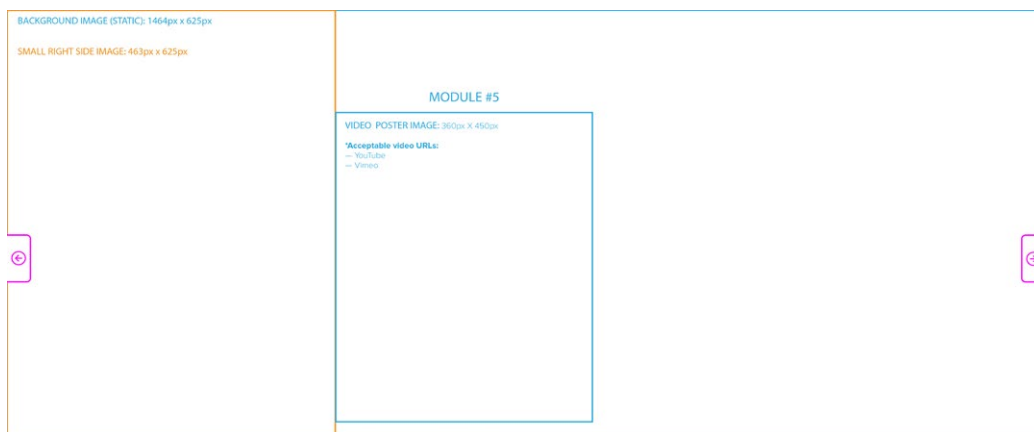 BACKGROUND IMAGE (STATIC): 1464px x 625px
SMALL RIGHT SIDE IMAGE: 463px x 625px
MODULE #5
VIDEO POSTER IMAGE: 360px X 450px
*Acceptable video URLs:
— YouTube
— Vimeo